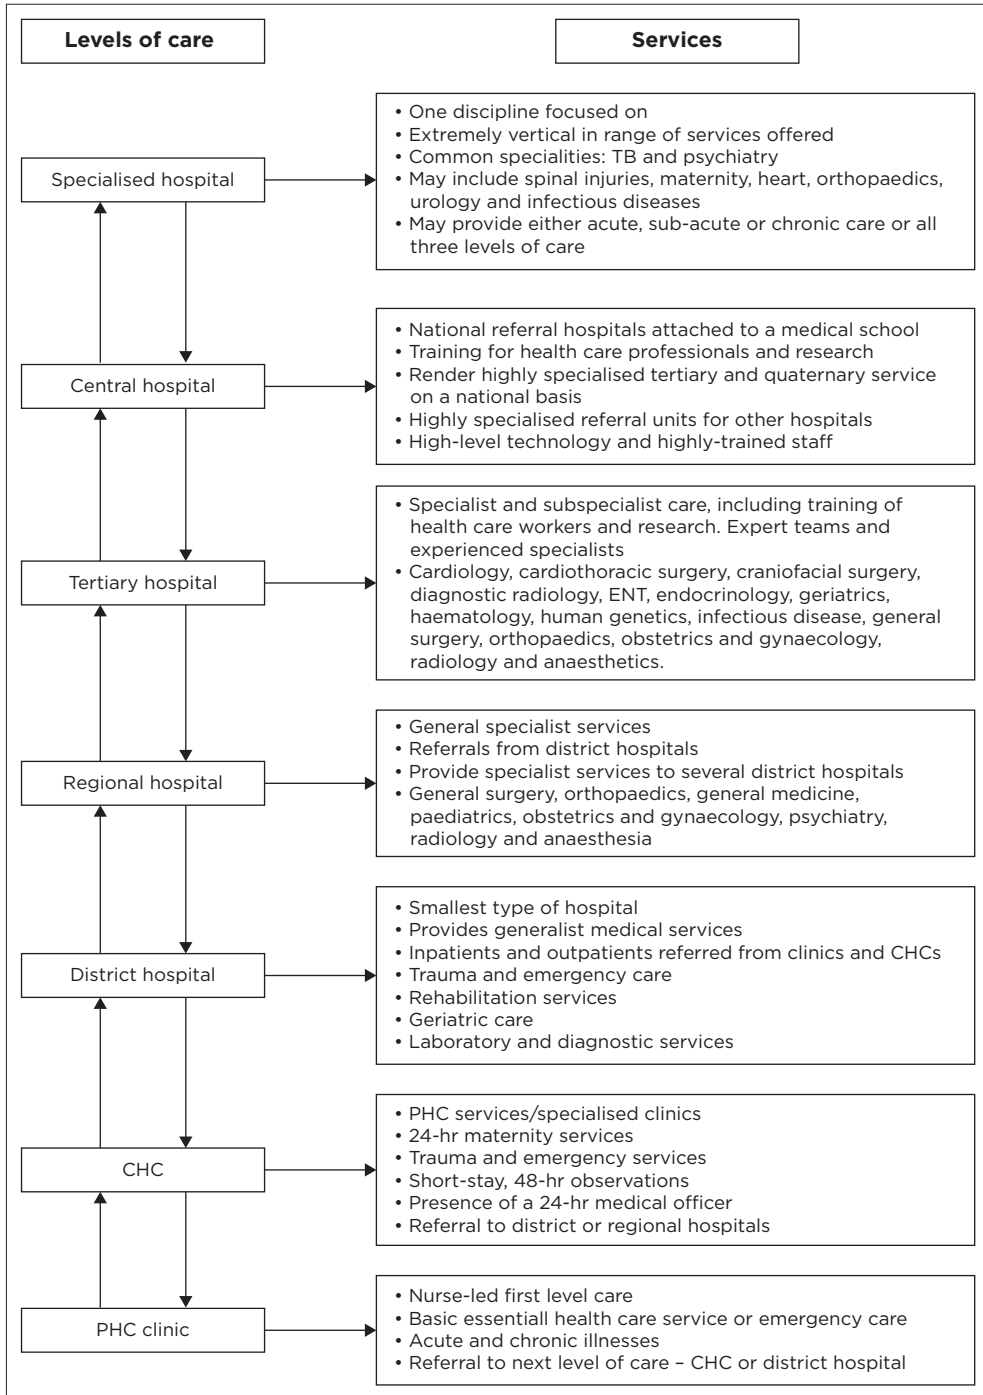 Levels of care
Services
Specialised hospital
• One discipline focused on
• Extremely vertical in range of services offered
• Common specialities: TB and psychiatry
• May include spinal injuries, maternity, heart, orthopaedics,
urology and infectious diseases
• May provide either acute, sub-acute or chronic care or all
three levels of care
Central hospital
• National referral hospitals attached to a medical school
• Training for health care professionals and research
• Render highly specialised tertiary and quaternary service
on a national basis
• Highly specialised referral units for other hospitals
• High-level technology and highly-trained staff
Tertiary hospital
• Specialist and subspecialist care, including training of
health care workers and research. Expert teams and
experienced specialists
• Cardiology, cardiothoracic surgery, craniofacial surgery,
diagnostic radiology, ENT, endocrinology, geriatrics,
haematology, human genetics, infectious disease, general
surgery, orthopaedics, obstetrics and gynaecology,
radiology and anaesthetics.
Regional hospital
• General specialist services
• Referrals from district hospitals
• Provide specialist services to several district hospitals
• General surgery, orthopaedics, general medicine,
paediatrics, obstetrics and gynaecology, psychiatry,
radiology and anaesthesia
District hospital
• Smallest type of hospital
• Provides generalist medical services
• Inpatients and outpatients referred from clinics and CHCs
• Trauma and emergency care
• Rehabilitation services
• Geriatric care
• Laboratory and diagnostic services
CHC
• PHC services/specialised clinics
• 24-hr maternity services
• Trauma and emergency services
• Short-stay, 48-hr observations
• Presence of a 24-hr medical officer
• Referral to district or regional hospitals
PHC clinic
• Nurse-led first level care
• Basic essentiall health care service or emergency care
• Acute and chronic illnesses
• Referral to next level of care – CHC or district hospital